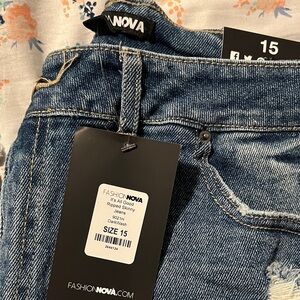 NOVA
15
FASHIONNOVA
It's All Good
Ripped Skinny
Jeans
SIZE 15
FASHIONNOVA.COM